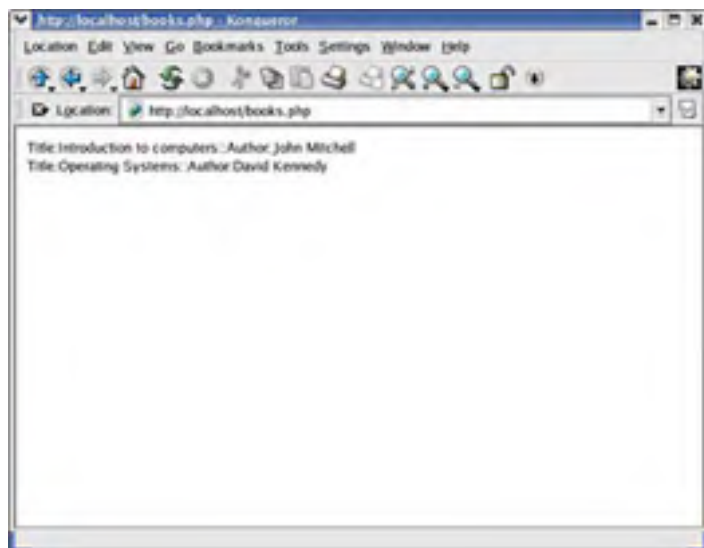 http://localhost/books.php - Konqueror
Location Edit View Go Bookmarks Tools Settings Window Help
Location: http://localhost/books.php
Title:Introduction to computers::Author:John Mitchell
Title:Operating Systems::Author:David Kennedy